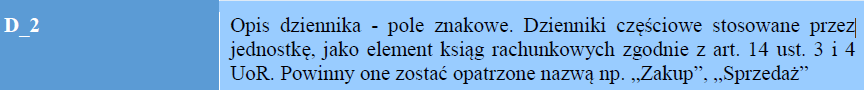 D_2
Opis dziennika - pole znakowe. Dzienniki częściowe stosowane przez
jednostkę, jako element ksiąg rachunkowych zgodnie z art. 14 ust. 3 i 4
UoR. Powinny one zostać opatrzone nazwą np. „Zakup”, „Sprzedaż”